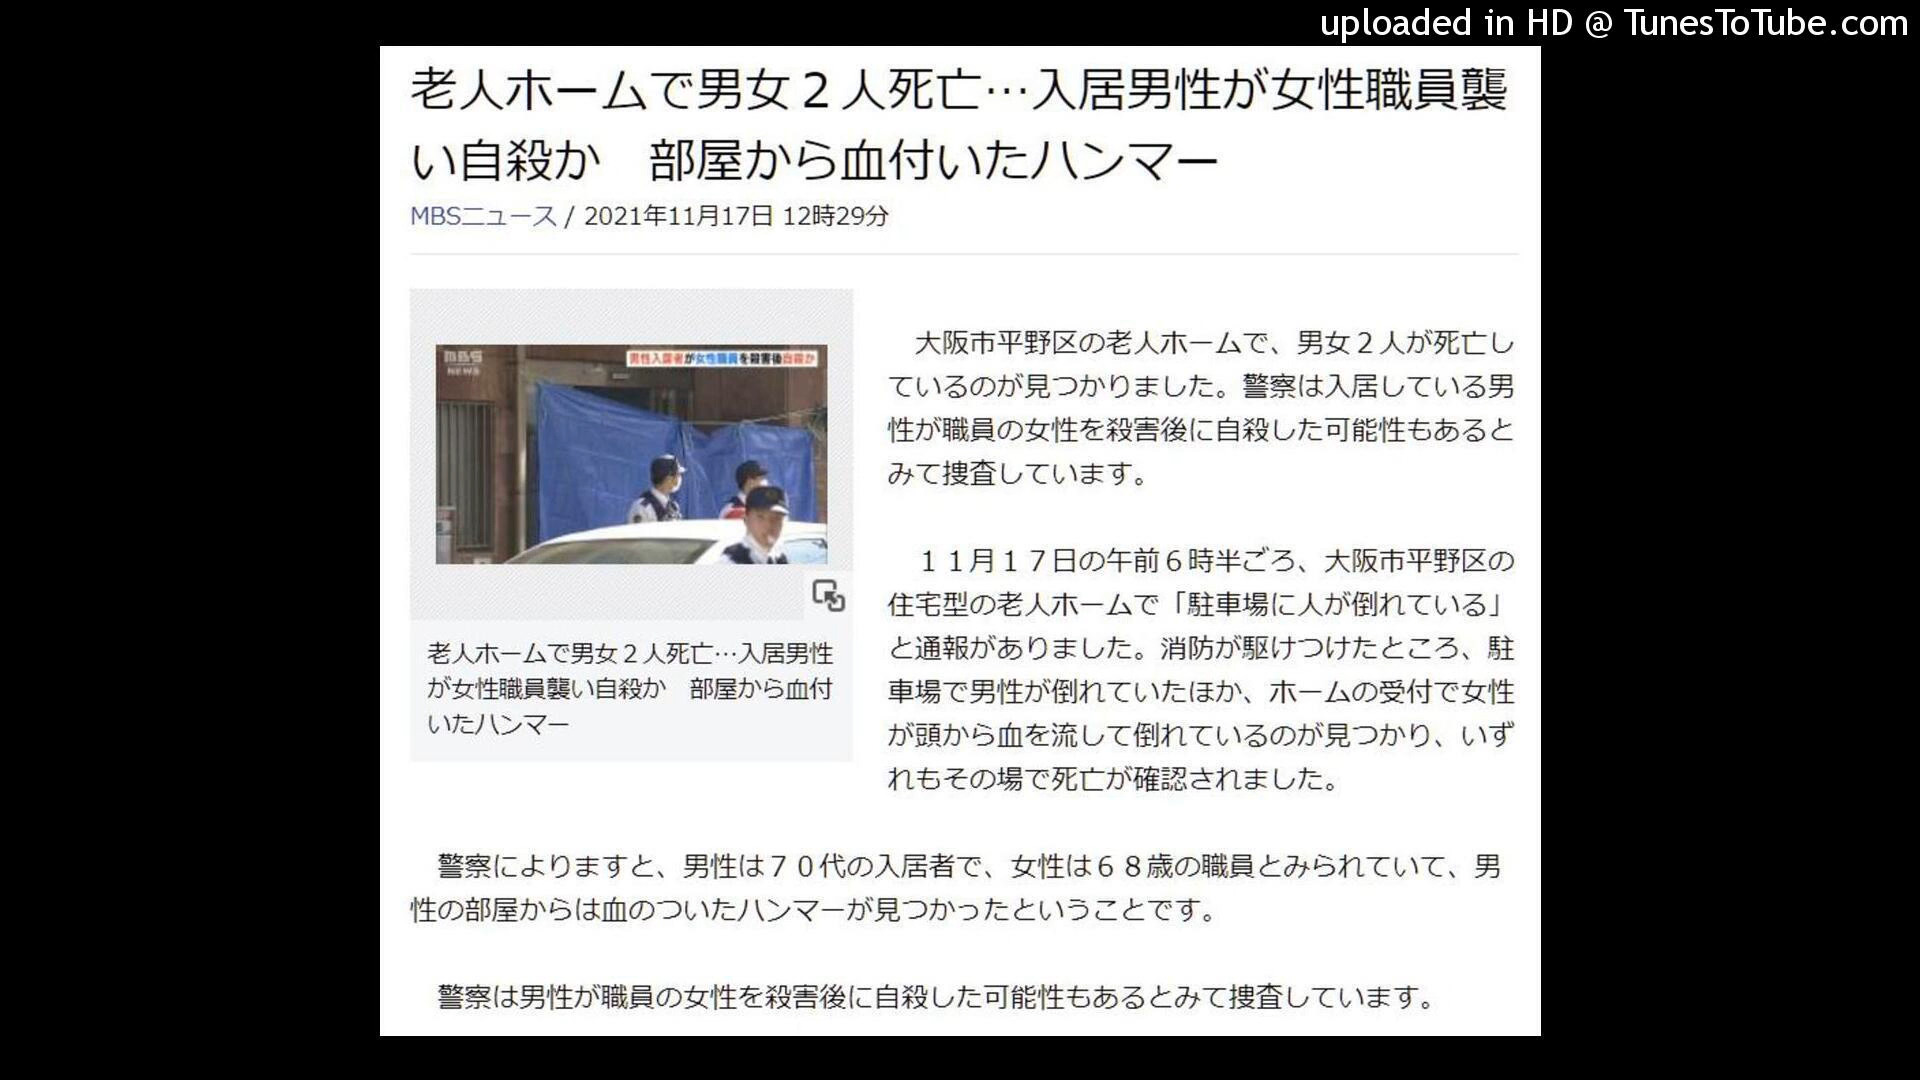 uploaded in HD @ TunesToTube.com
老人ホームで男女２人死亡…入居男性が女性職員襲
い自殺か　部屋から血付いたハンマー
MBSニュース / 2021年11月17日 12時29分
MBS
NEWS
男性入居者が女性職員を殺害後自殺か
老人ホームで男女２人死亡…入居男性
が女性職員襲い自殺か　部屋から血付
いたハンマー
　大阪市平野区の老人ホームで、男女２人が死亡し
ているのが見つかりました。警察は入居している男
性が職員の女性を殺害後に自殺した可能性もあると
みて捜査しています。
　１１月１７日の午前６時半ごろ、大阪市平野区の
住宅型の老人ホームで「駐車場に人が倒れている」
と通報がありました。消防が駆けつけたところ、駐
車場で男性が倒れていたほか、ホームの受付で女性
が頭から血を流して倒れているのが見つかり、いず
れもその場で死亡が確認されました。
　警察によりますと、男性は７０代の入居者で、女性は６８歳の職員とみられていて、男
性の部屋からは血のついたハンマーが見つかったということです。
　警察は男性が職員の女性を殺害後に自殺した可能性もあるとみて捜査しています。